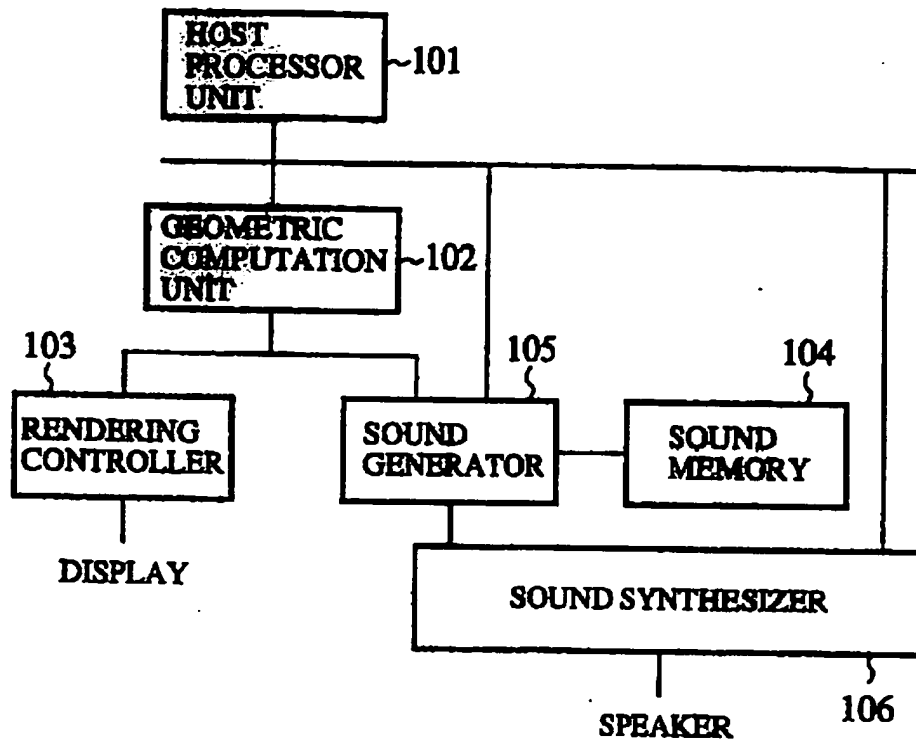 HOST
PROCESSOR
UNIT
101
GEOMETRIC
COMPUTATION
UNIT
102
103
105
104
RENDERING
CONTROLLER
SOUND
GENERATOR
SOUND
MEMORY
DISPLAY
SOUND SYNTHESIZER
106
SPEAKER